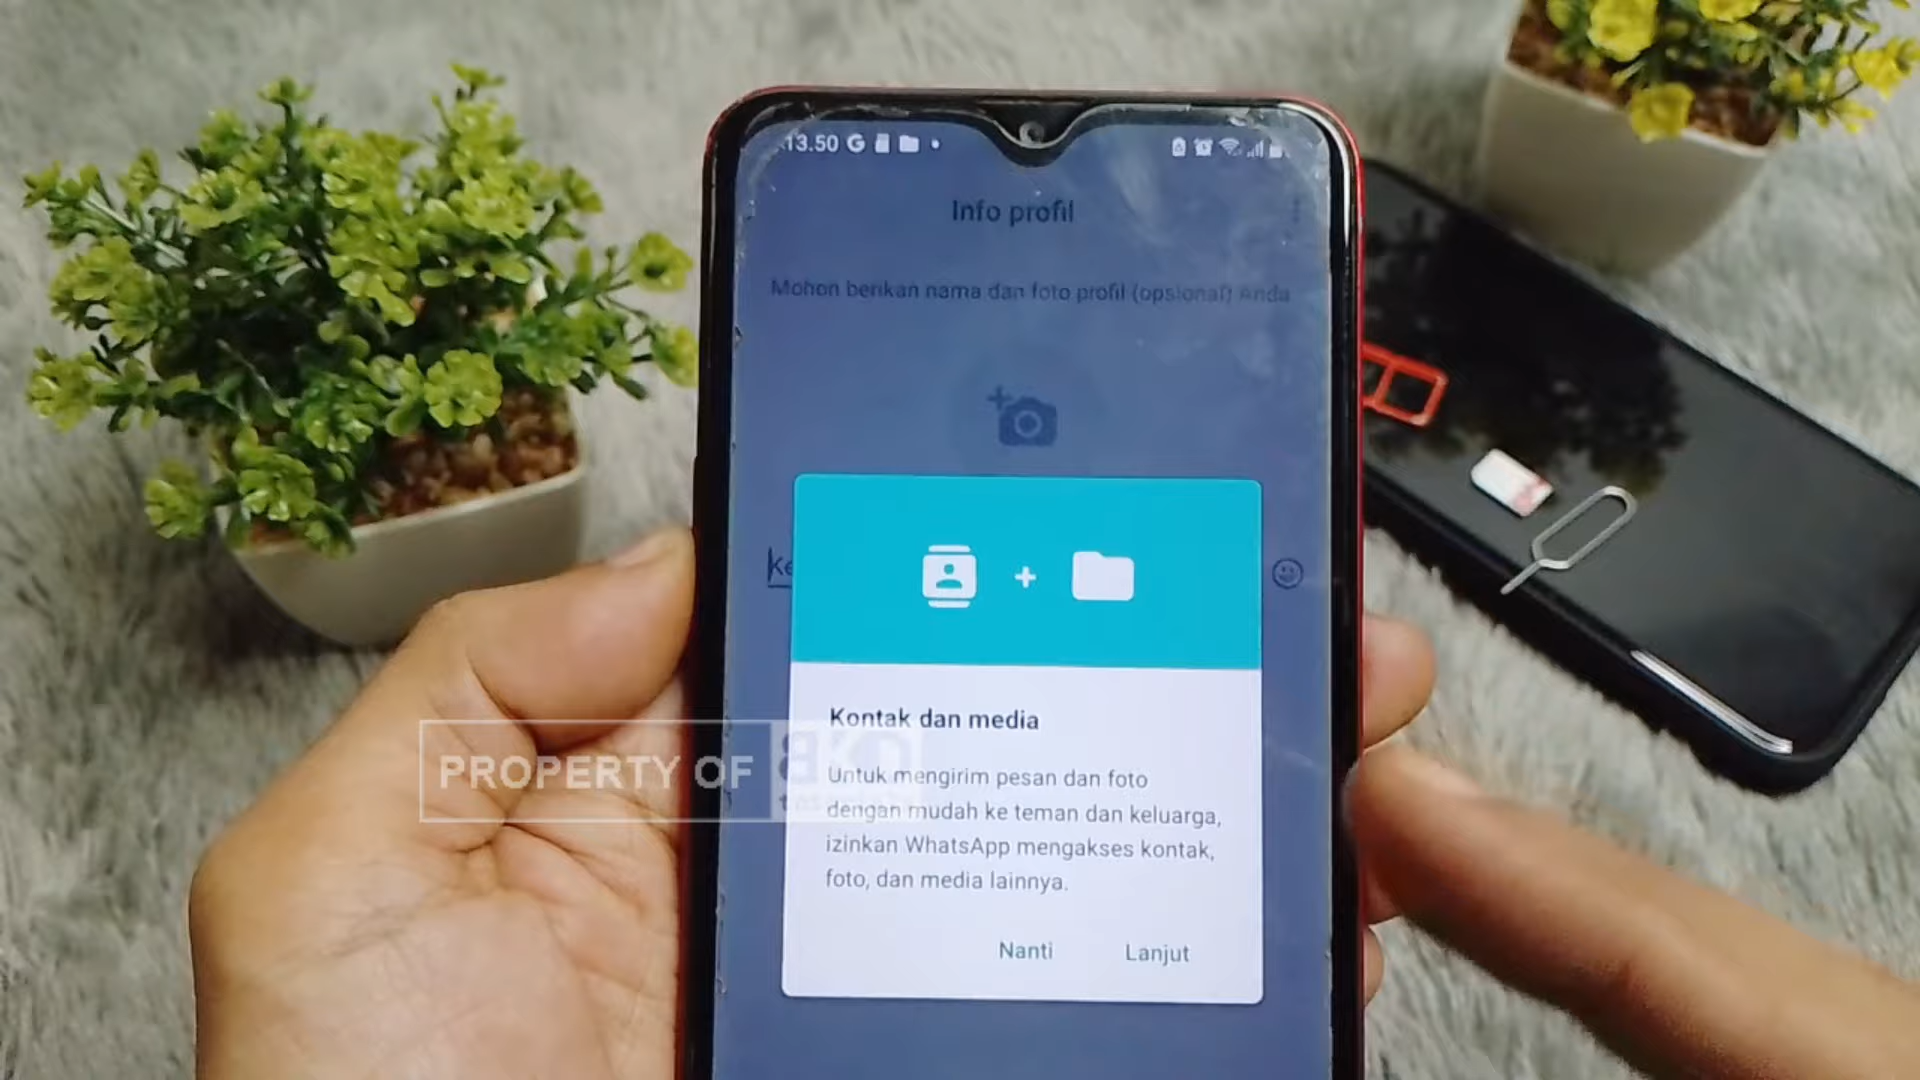 13.50
Info profil
Mohon berikan nama dan foto profil (opsional) Anda
Ke
Kontak dan media
Untuk mengirim pesan dan foto
dengan mudah ke teman dan keluarga,
izinkan WhatsApp mengakses kontak,
foto, dan media lainnya.
Nanti
Lanjut
PROPERTY OF